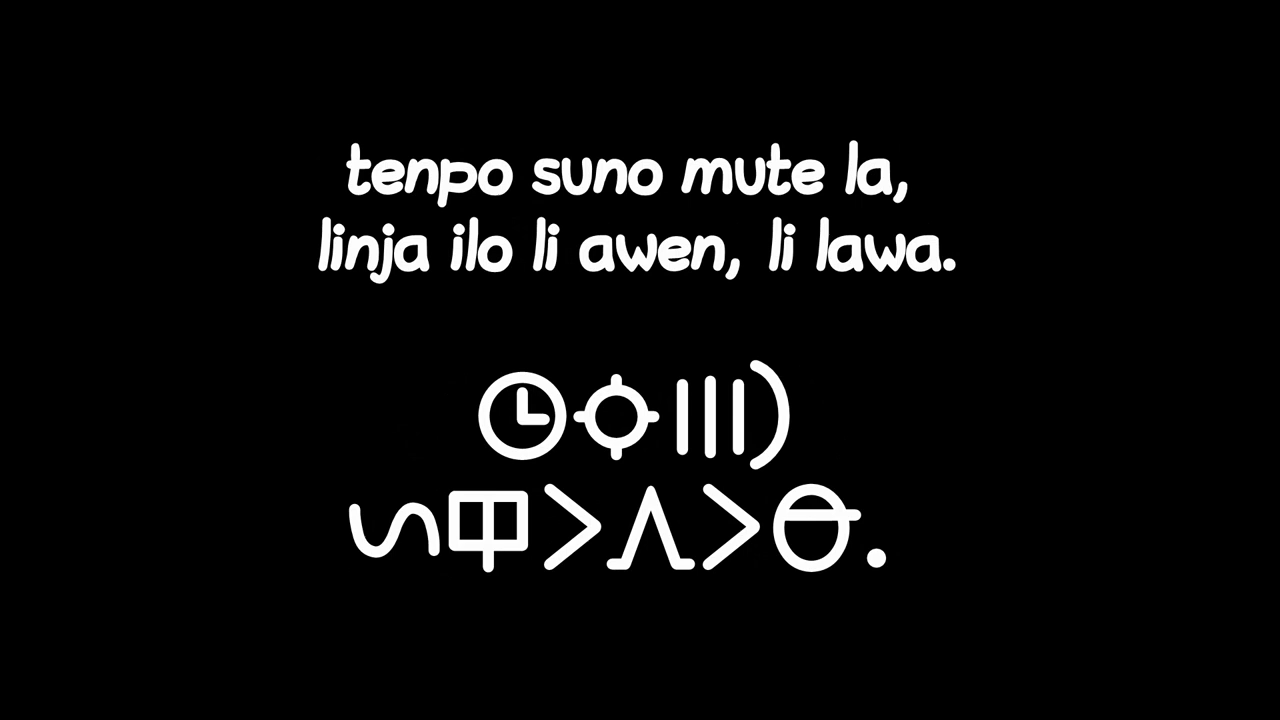 tenpo suno mute la,
linja ilo li awen, li lawa.
󱥫󱥦󱤼󱤡
󱤩󱤎󱤧󱤈󱤧󱤤.